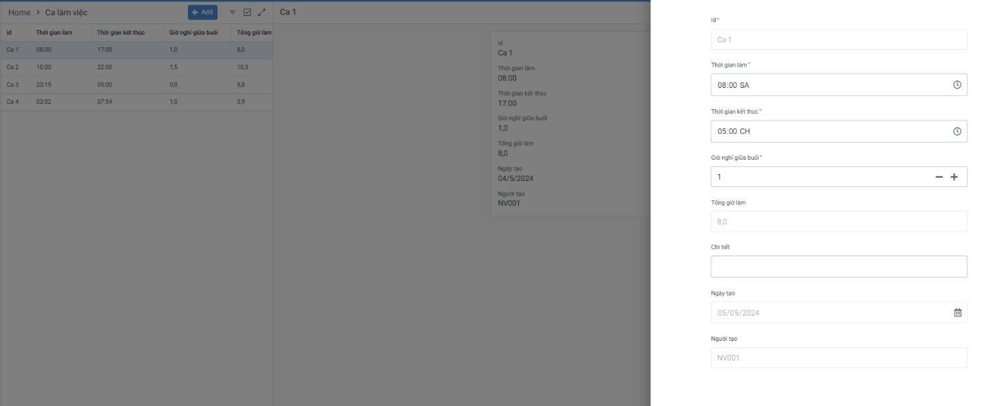 Home > Ca làm việc
+ Add
Ca 1
id Thời gian làm Thời gian kết thúc Giờ nghỉ giữa buổi Tổng giờ làm
Ca 1 08:00 17:00 1,0 8,0
Ca 2 10:00 22:00 1,5 10,5
Ca 3 23:15 05:00 0,0 5,8
Ca 4 03:02 07:54 1,0 3,9
id
Ca 1
Thời gian làm
08:00
Thời gian kết thúc
17:00
Giờ nghỉ giữa buổi
1,0
Tổng giờ làm
8,0
Ngày tạo
04/5/2024
Người tạo
NV001
id*
Ca 1
Thời gian làm*
08:00 SA
Thời gian kết thúc*
05:00 CH
Giờ nghỉ giữa buổi*
1
Tổng giờ làm
8,0
Chi tiết
Ngày tạo
05/05/2024
Người tạo
NV001